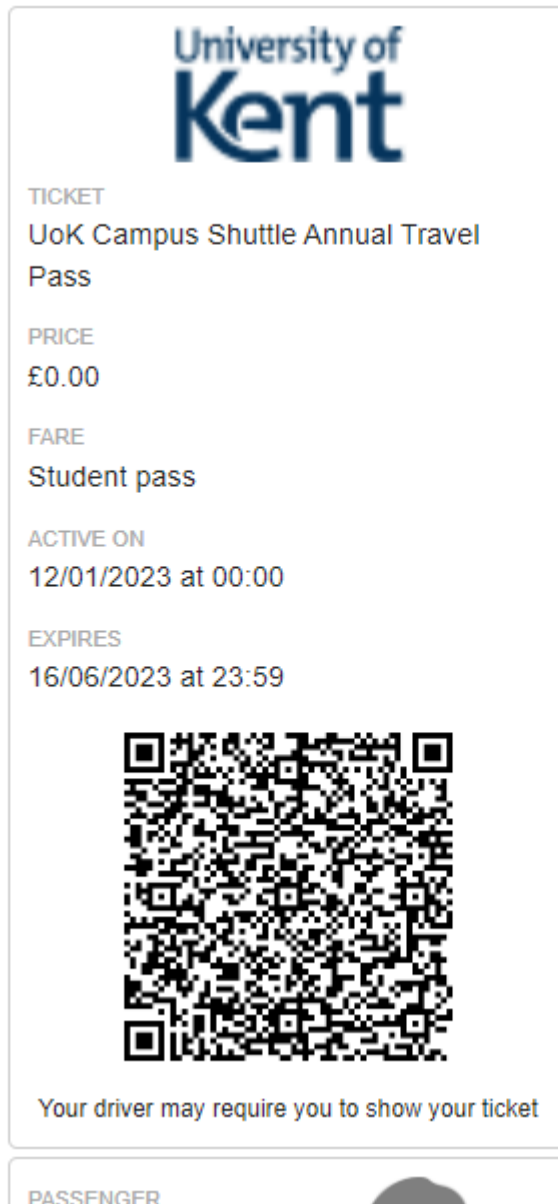 University of
Kent
TICKET
UoK Campus Shuttle Annual Travel
Pass
PRICE
£0.00
FARE
Student pass
ACTIVE ON
12/01/2023 at 00:00
EXPIRES
16/06/2023 at 23:59
Your driver may require you to show your ticket
PASSENGER